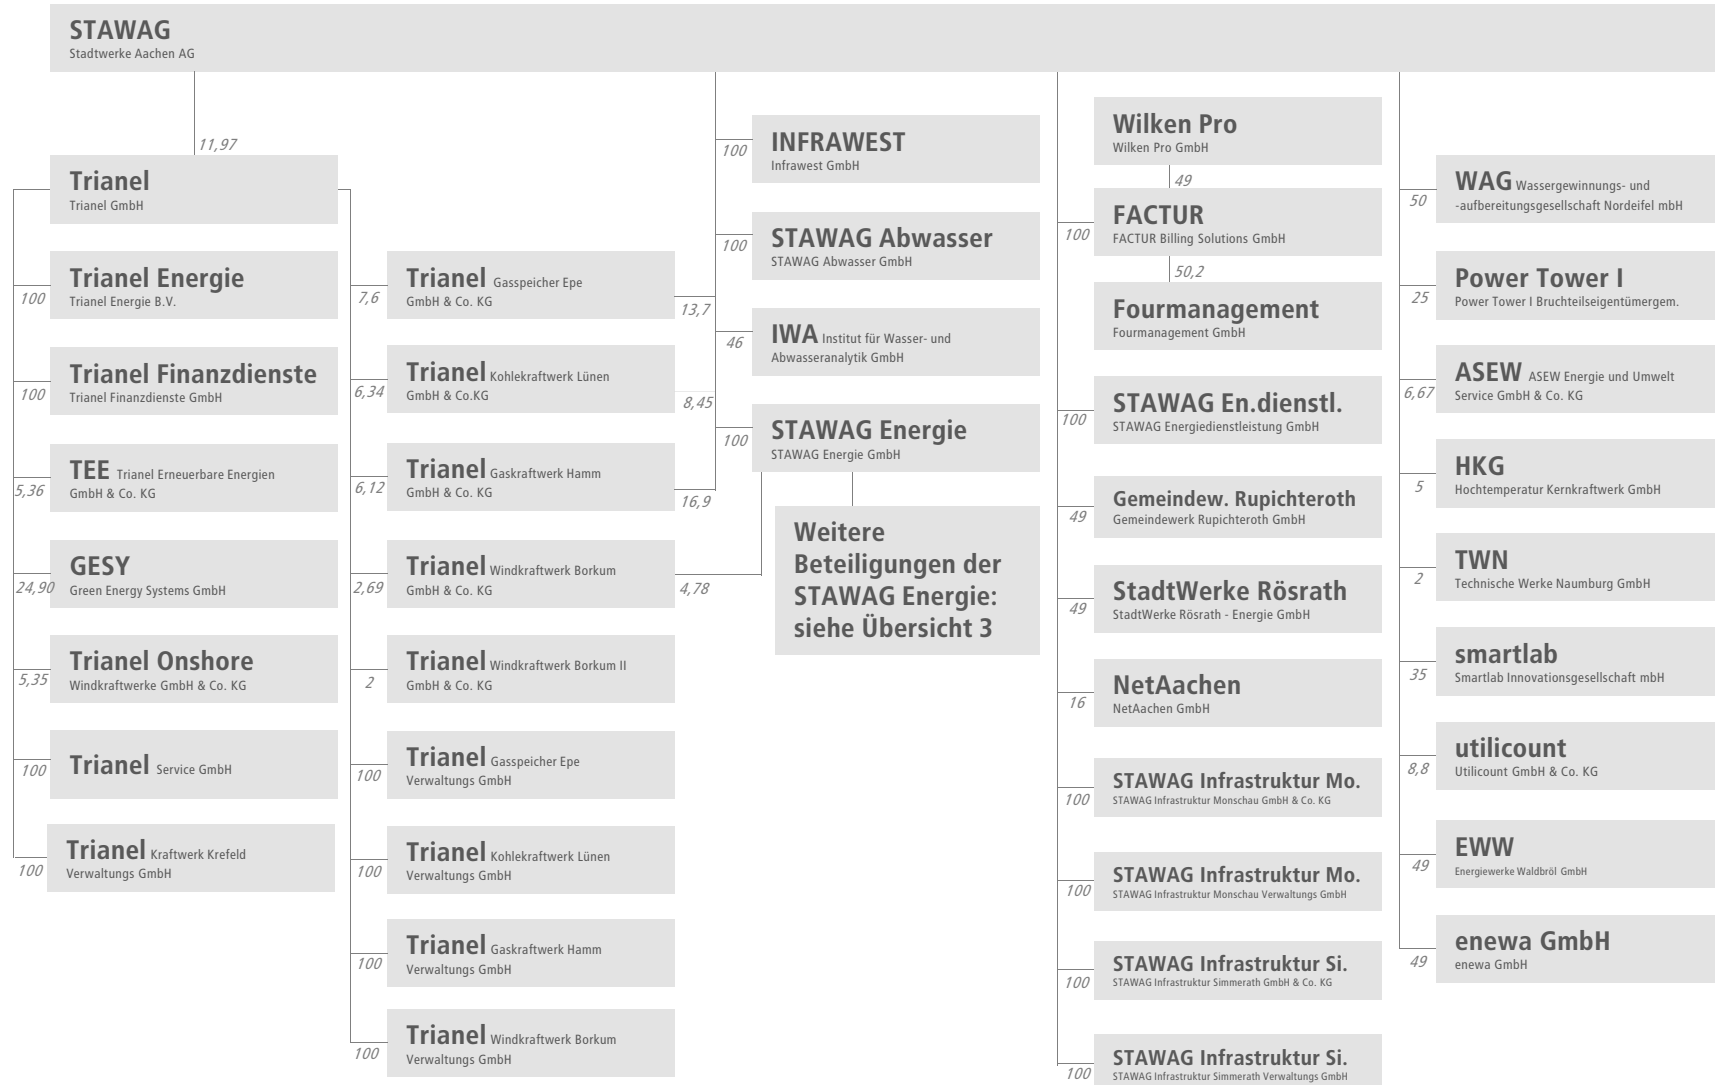 STAWAG
Stadtwerke Aachen AG
11,97
Trianel
Trianel GmbH
100
Trianel Energie
Trianel Energie B.V.
100
Trianel Finanzdienste
Trianel Finanzdienste GmbH
5,36
TEE Trianel Erneuerbare Energien
GmbH & Co. KG
24,90
GESY
Green Energy Systems GmbH
5,35
Trianel Onshore
Windkraftwerke GmbH & Co. KG
100
Trianel Service GmbH
100
Trianel Kraftwerk Krefeld
Verwaltungs GmbH
7,6
Trianel Gasspeicher Epe
GmbH & Co. KG
13,7
6,34
Trianel Kohlekraftwerk Lünen
GmbH & Co.KG
8,45
6,12
Trianel Gaskraftwerk Hamm
GmbH & Co. KG
16,9
2,69
Trianel Windkraftwerk Borkum
GmbH & Co. KG
4,78
2
Trianel Windkraftwerk Borkum II
GmbH & Co. KG
100
Trianel Gasspeicher Epe
Verwaltungs GmbH
100
Trianel Kohlekraftwerk Lünen
Verwaltungs GmbH
100
Trianel Gaskraftwerk Hamm
Verwaltungs GmbH
100
Trianel Windkraftwerk Borkum
Verwaltungs GmbH
100
INFRAWEST
Infrawest GmbH
100
STAWAG Abwasser
STAWAG Abwasser GmbH
46
IWA Institut für Wasser- und
Abwasseranalytik GmbH
100
STAWAG Energie
STAWAG Energie GmbH
Weitere
Beteiligungen der
STAWAG Energie:
siehe Übersicht 3
Wilken Pro
Wilken Pro GmbH
49
100
FACTUR
FACTUR Billing Solutions GmbH
50,2
Fourmanagement
Fourmanagement GmbH
100
STAWAG En.dienstl.
STAWAG Energiedienstleistung GmbH
49
Gemeindew. Rupichteroth
Gemeindewerk Rupichteroth GmbH
49
StadtWerke Rösrath
StadtWerke Rösrath - Energie GmbH
16
NetAachen
NetAachen GmbH
100
STAWAG Infrastruktur Mo.
STAWAG Infrastruktur Monschau GmbH & Co. KG
100
STAWAG Infrastruktur Mo.
STAWAG Infrastruktur Monschau Verwaltungs GmbH
100
STAWAG Infrastruktur Si.
STAWAG Infrastruktur Simmerath GmbH & Co. KG
100
STAWAG Infrastruktur Si.
STAWAG Infrastruktur Simmerath Verwaltungs GmbH
50
WAG Wassergewinnungs- und
-aufbereitungsgesellschaft Nordeifel mbH
25
Power Tower I
Power Tower I Bruchteilseigentümergem.
6,67
ASEW ASEW Energie und Umwelt
Service GmbH & Co. KG
5
HKG
Hochtemperatur Kernkraftwerk GmbH
2
TWN
Technische Werke Naumburg GmbH
35
smartlab
Smartlab Innovationsgesellschaft mbH
8,8
utilicount
Utilicount GmbH & Co. KG
49
EWW
Energiewerke Waldbröl GmbH
49
enewa GmbH
enewa GmbH